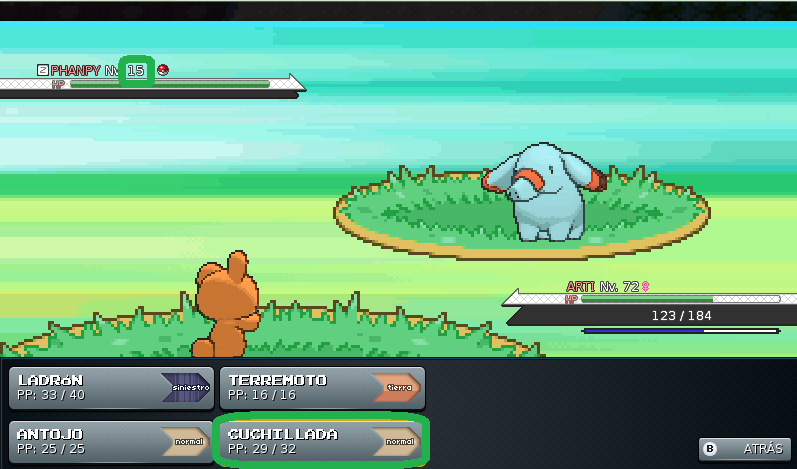 Z PHANPY Nv. 15
HP
ARTI Nv. 72
HP
123 / 184
LADRÓN
PP: 33 / 40
siniestro
TERREMOTO
PP: 16 / 16
tierra
ANTOJO
PP: 25 / 25
normal
CUCHILLADA
PP: 29 / 32
normal
B ATRÁS